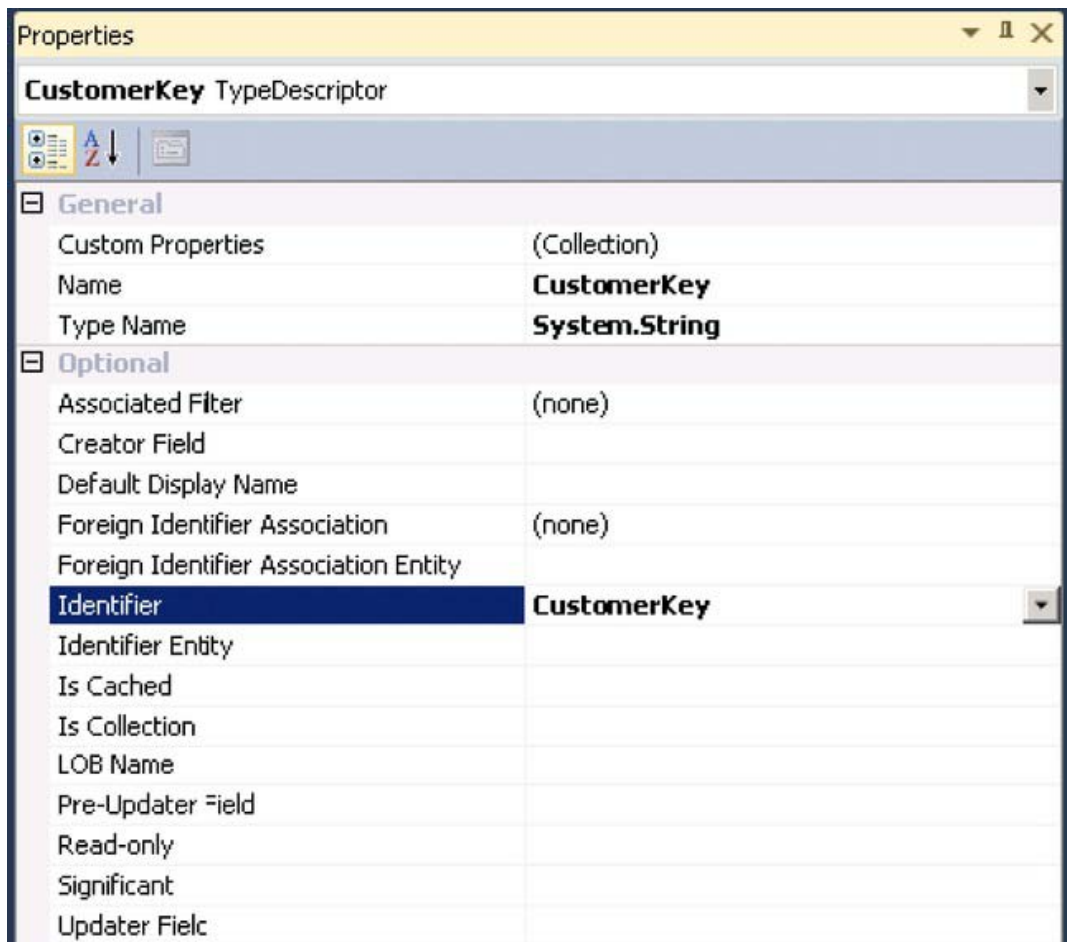 Properties
CustomerKey TypeDescriptor
A
Z
General
Custom Properties (Collection)
Name CustomerKey
Type Name System.String
Optional
Associated Filter (none)
Creator Field
Default Display Name
Foreign Identifier Association (none)
Foreign Identifier Association Entity
Identifier CustomerKey
Identifier Entity
Is Cached
Is Collection
LOB Name
Pre-Updater Field
Read-only
Significant
Updater Field